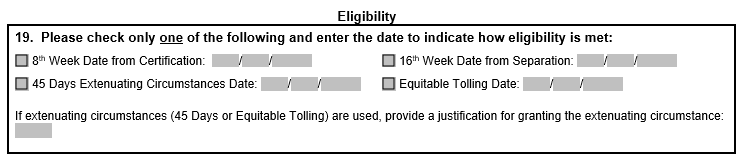 Eligibility
19. Please check only one of the following and enter the date to indicate how eligibility is met:
8th Week Date from Certification: / / 16th Week Date from Separation: / /
45 Days Extenuating Circumstances Date: / / Equitable Tolling Date: / /
If extenuating circumstances (45 Days or Equitable Tolling) are used, provide a justification for granting the extenuating circumstance: